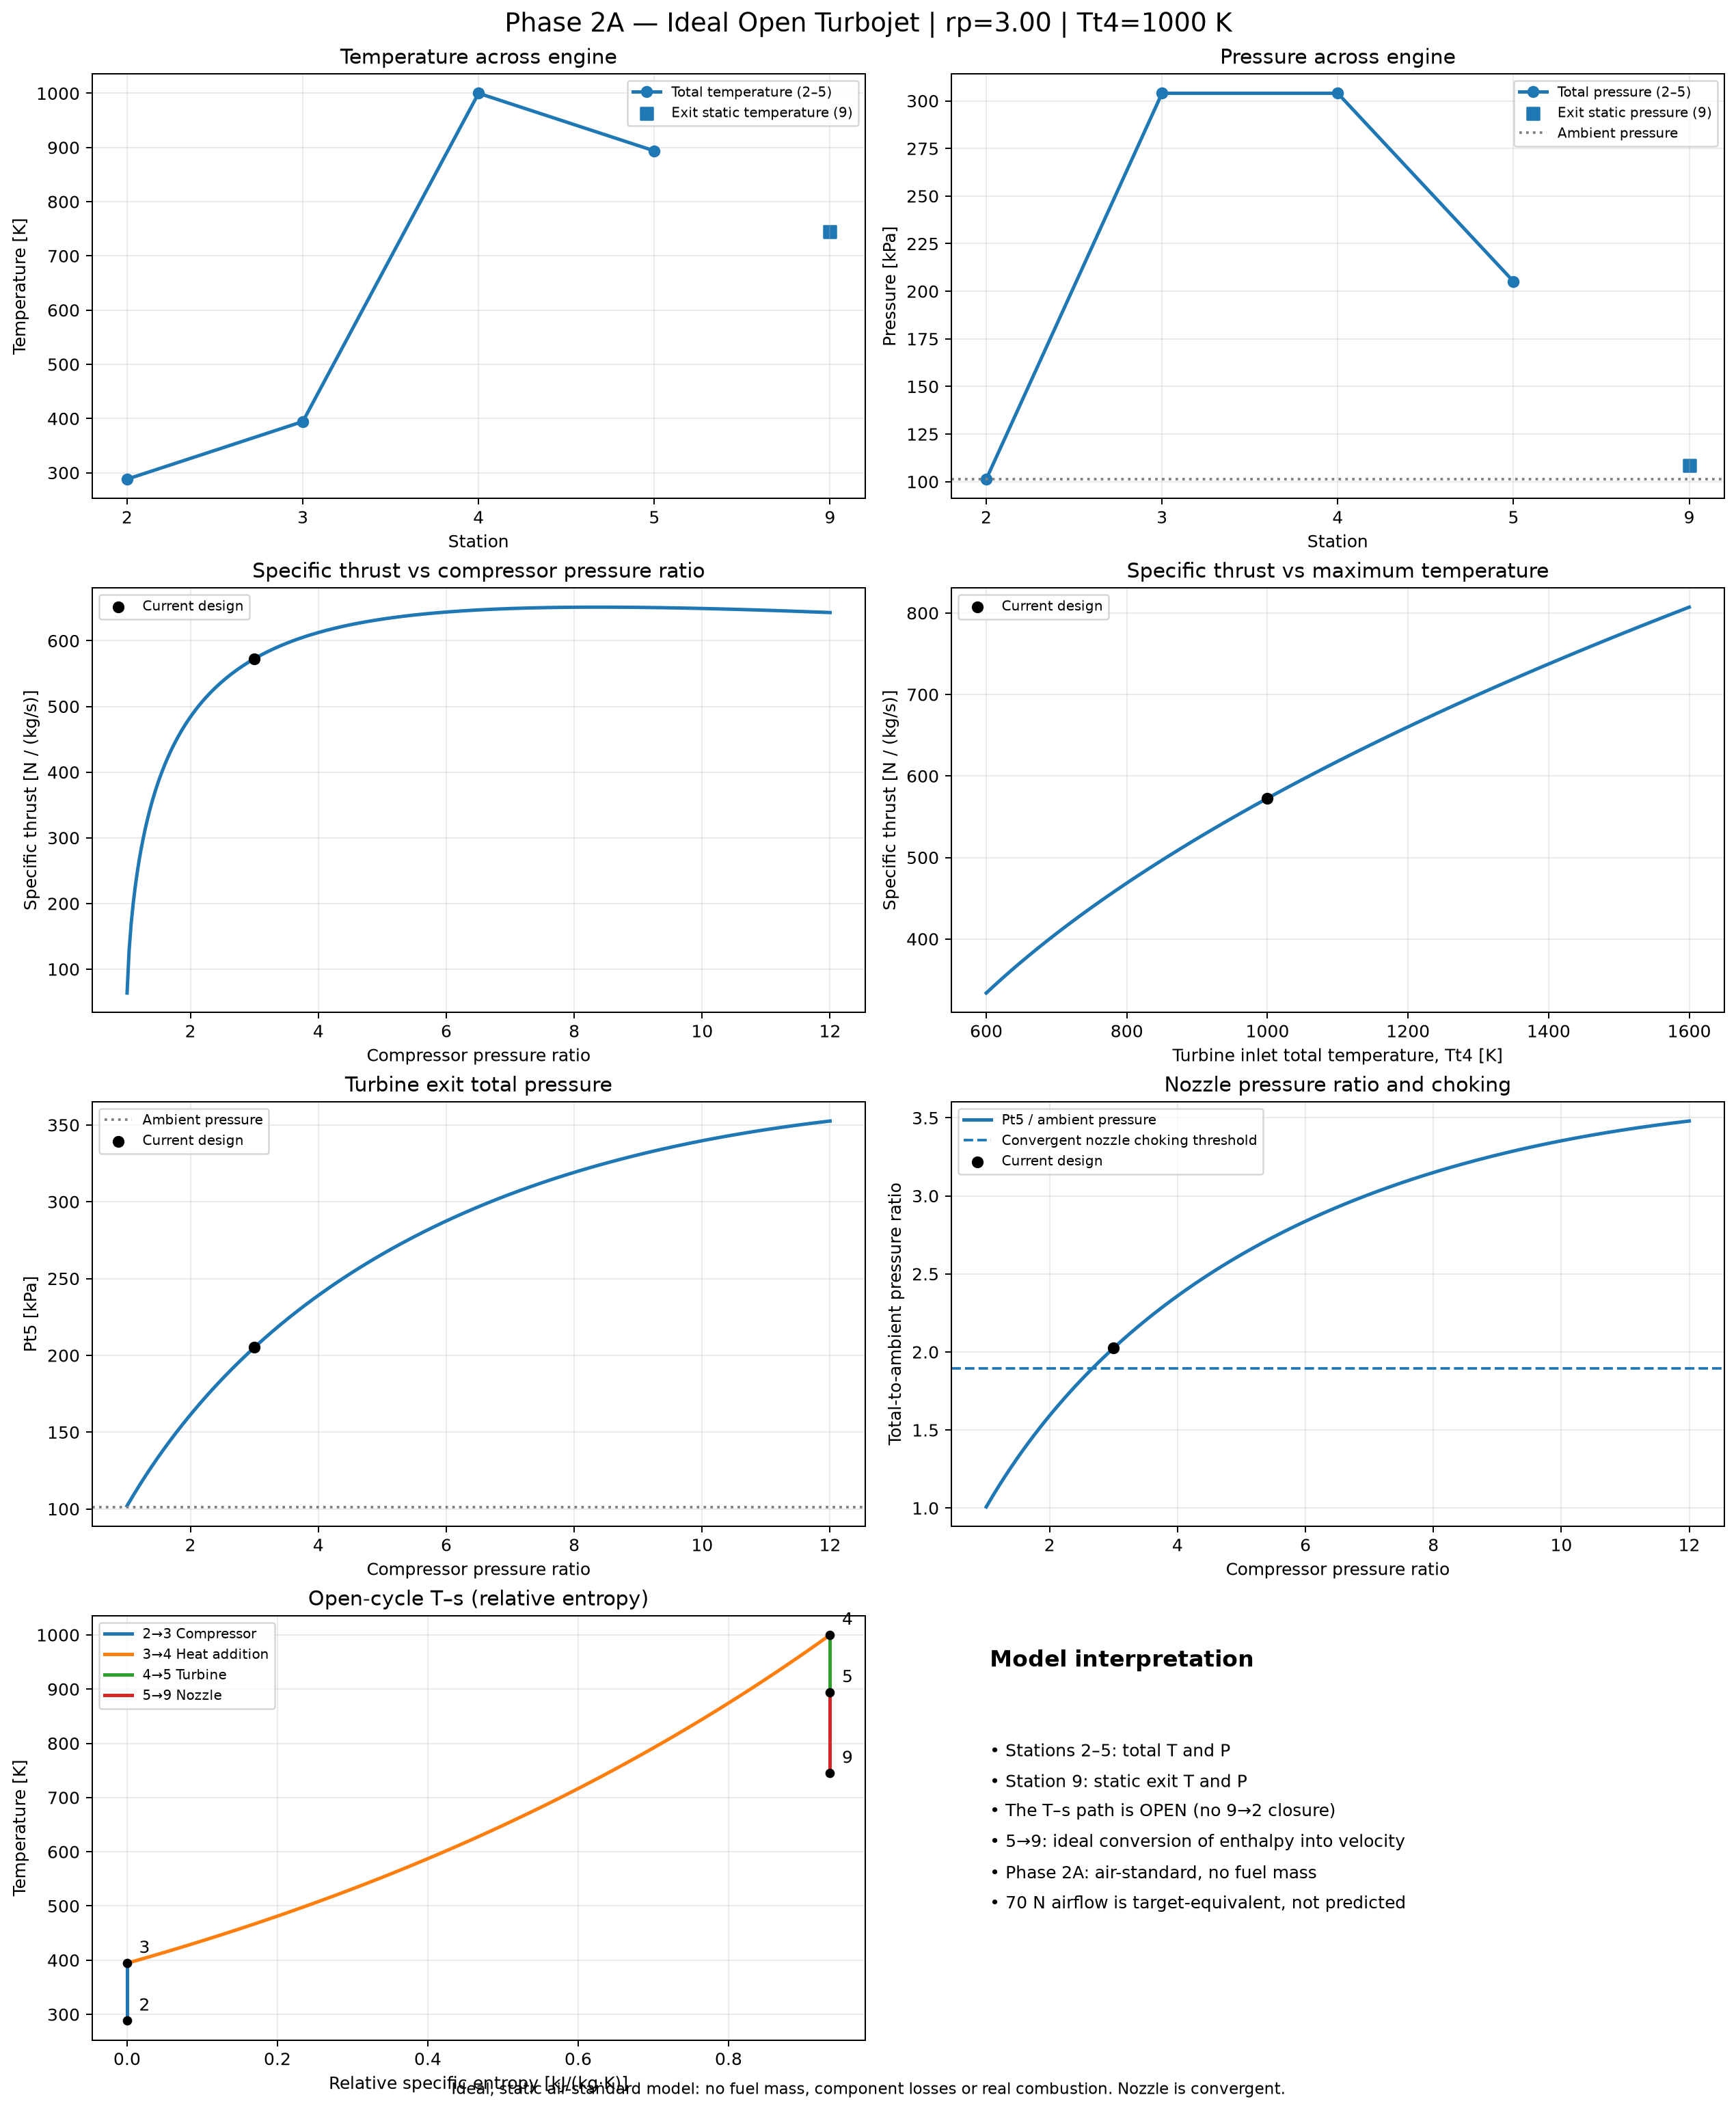 Phase 2A — Ideal Open Turbojet | rp=3.00 | Tt4=1000 K
Temperature across engine
Temperature [K]
1000
900
800
700
600
500
400
300
2
3
4
5
9
Station
Total temperature (2–5)
Exit static temperature (9)
Pressure across engine
Pressure [kPa]
300
275
250
225
200
175
150
125
100
2
3
4
5
9
Station
Total pressure (2–5)
Exit static pressure (9)
Ambient pressure
Specific thrust vs compressor pressure ratio
Specific thrust [N / (kg/s)]
600
500
400
300
200
100
2
4
6
8
10
12
Compressor pressure ratio
Current design
Specific thrust vs maximum temperature
Specific thrust [N / (kg/s)]
800
700
600
500
400
600
800
1000
1200
1400
1600
Turbine inlet total temperature, Tt4 [K]
Current design
Turbine exit total pressure
Pt5 [kPa]
350
300
250
200
150
100
2
4
6
8
10
12
Compressor pressure ratio
Ambient pressure
Current design
Nozzle pressure ratio and choking
Total-to-ambient pressure ratio
3.5
3.0
2.5
2.0
1.5
1.0
2
4
6
8
10
12
Compressor pressure ratio
Pt5 / ambient pressure
Convergent nozzle choking threshold
Current design
Open-cycle T–s (relative entropy)
Temperature [K]
1000
900
800
700
600
500
400
300
0.0
0.2
0.4
0.6
0.8
Relative specific entropy [kJ/(kg·K)]
2→3 Compressor
3→4 Heat addition
4→5 Turbine
5→9 Nozzle
4
5
9
3
2
Model interpretation
• Stations 2–5: total T and P
• Station 9: static exit T and P
• The T–s path is OPEN (no 9→2 closure)
• 5→9: ideal conversion of enthalpy into velocity
• Phase 2A: air-standard, no fuel mass
• 70 N airflow is target-equivalent, not predicted
Ideal, static air-standard model: no fuel mass, component losses or real combustion. Nozzle is convergent.